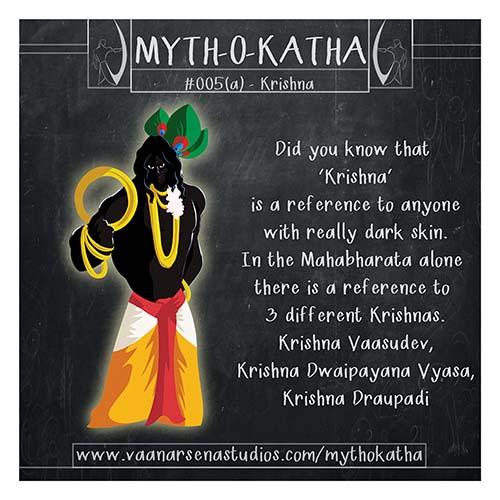 MYTH-O-KATHA
#005(a) - Krishna
Did you know that
'Krishna'
is a reference to anyone
with really dark skin.
In the Mahabharata alone
there is a reference to
3 different Krishnas.
Krishna Vaasudev,
Krishna Dwaipayana Vyasa,
Krishna Draupadi
www.vaanarsenastudios.com/mythokatha